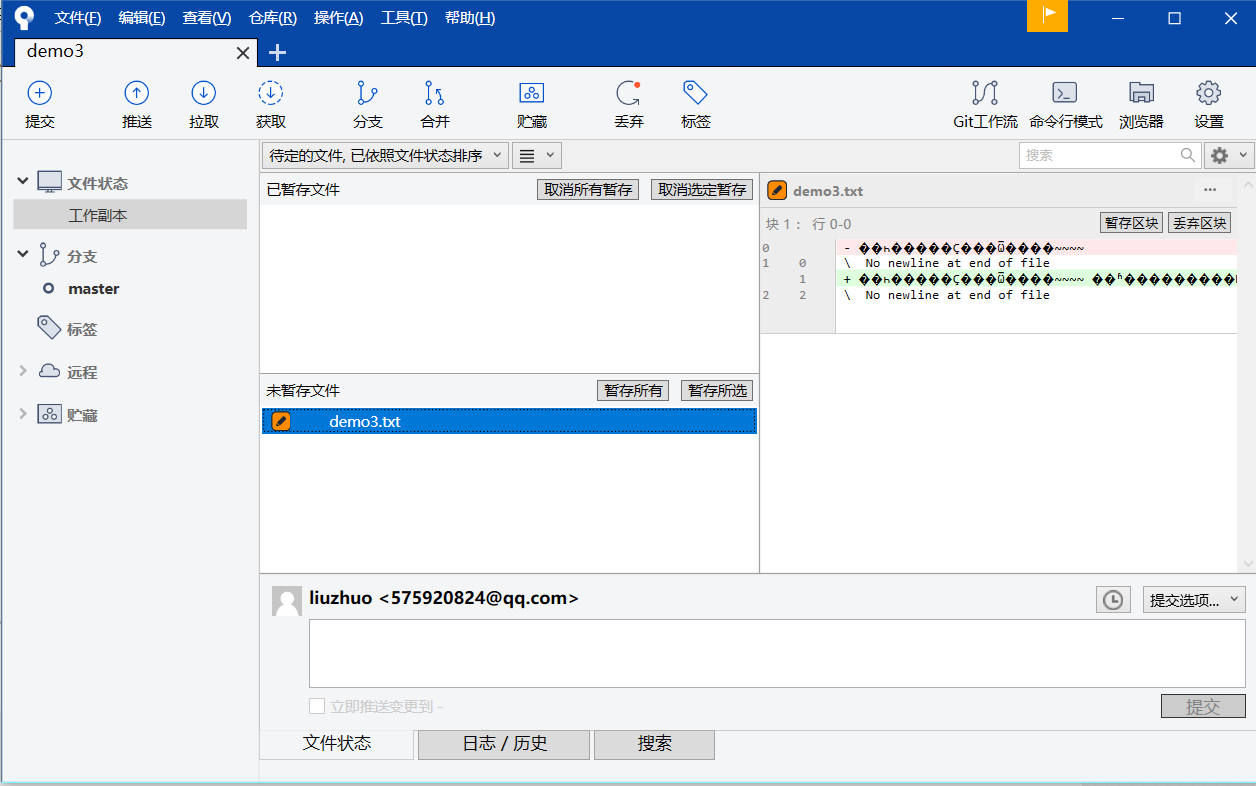 文件(F) 编辑(E) 查看(V) 仓库(R) 操作(A) 工具(T) 帮助(H)
demo3
提交 推送 拉取 获取 分支 合并 贮藏 丢弃 标签 Git工作流 命令行模式 浏览器 设置
待定的文件, 已依照文件状态排序
搜索
文件状态
工作副本
分支
master
标签
远程
贮藏
已暂存文件 取消所有暂存 取消选定暂存
未暂存文件 暂存所有 暂存所选
demo3.txt
demo3.txt
块 1： 行 0-0 暂存区块 丢弃区块
0 -
1 0 \ No newline at end of file
1 +
2 2 \ No newline at end of file
liuzhuo <575920824@qq.com>
提交选项...
立即推送变更到 -
提交
文件状态 日志 / 历史 搜索